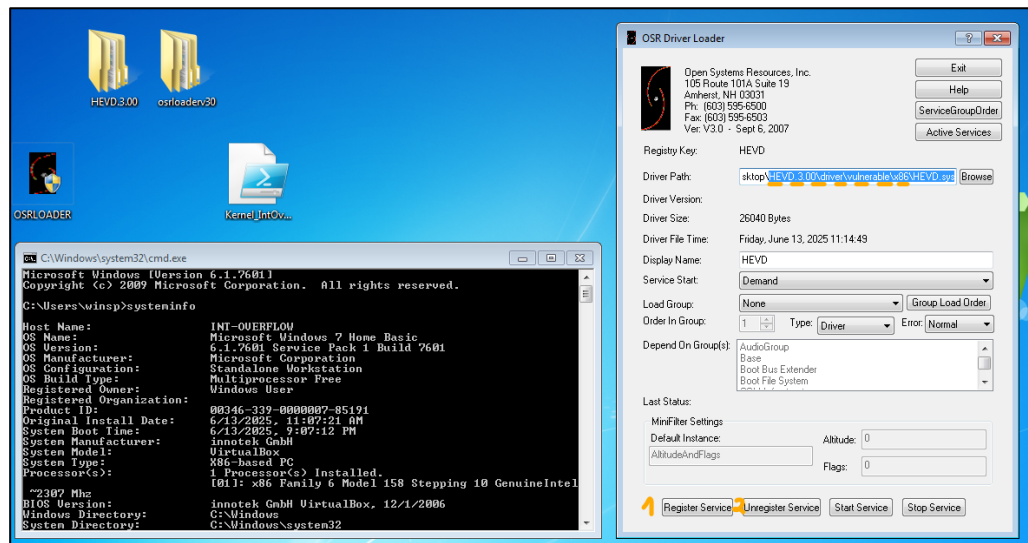 HEVD.3.00
osrloaderv30
OSRLOADER
Kernel_IntOv...
C:\Windows\system32\cmd.exe
Microsoft Windows [Version 6.1.7601]
Copyright (c) 2009 Microsoft Corporation.  All rights reserved.
C:\Users\winsp>systeminfo
Host Name:                 INT-OVERFLOW
OS Name:                   Microsoft Windows 7 Home Basic
OS Version:                6.1.7601 Service Pack 1 Build 7601
OS Manufacturer:           Microsoft Corporation
OS Configuration:          Standalone Workstation
OS Build Type:             Multiprocessor Free
Registered Owner:          Windows User
Registered Organization:
Product ID:                00346-339-0000007-85191
Original Install Date:     6/13/2025, 11:07:21 AM
System Boot Time:          6/13/2025, 9:07:12 PM
System Manufacturer:       innotek GmbH
System Model:              VirtualBox
System Type:               X86-based PC
Processor(s):              1 Processor(s) Installed.
[01]: x86 Family 6 Model 158 Stepping 10 GenuineIntel
~2307 Mhz
BIOS Version:              innotek GmbH VirtualBox, 12/1/2006
Windows Directory:         C:\Windows
System Directory:          C:\Windows\system32
OSR Driver Loader
Open Systems Resources, Inc.
105 Route 101A Suite 19
Amherst, NH 03031
Ph: (603) 595-6500
Fax: (603) 595-6503
Ver: V3.0 - Sept 6, 2007
Exit
Help
ServiceGroupOrder
Active Services
Registry Key: HEVD
Driver Path: sktop\HEVD.3.00\driver\vulnerable\x86\HEVD.sys Browse
Driver Version:
Driver Size: 26040 Bytes
Driver File Time: Friday, June 13, 2025 11:14:49
Display Name: HEVD
Service Start: Demand
Load Group: None Group Load Order
Order In Group: 1 Type: Driver Error: Normal
Depend On Group(s): AudioGroup
Base
Boot Bus Extender
Boot File System
Last Status:
MiniFilter Settings
Default Instance: Altitude: 0
AltitudeAndFlags
Flags: 0
1 Register Service 2 Unregister Service Start Service Stop Service